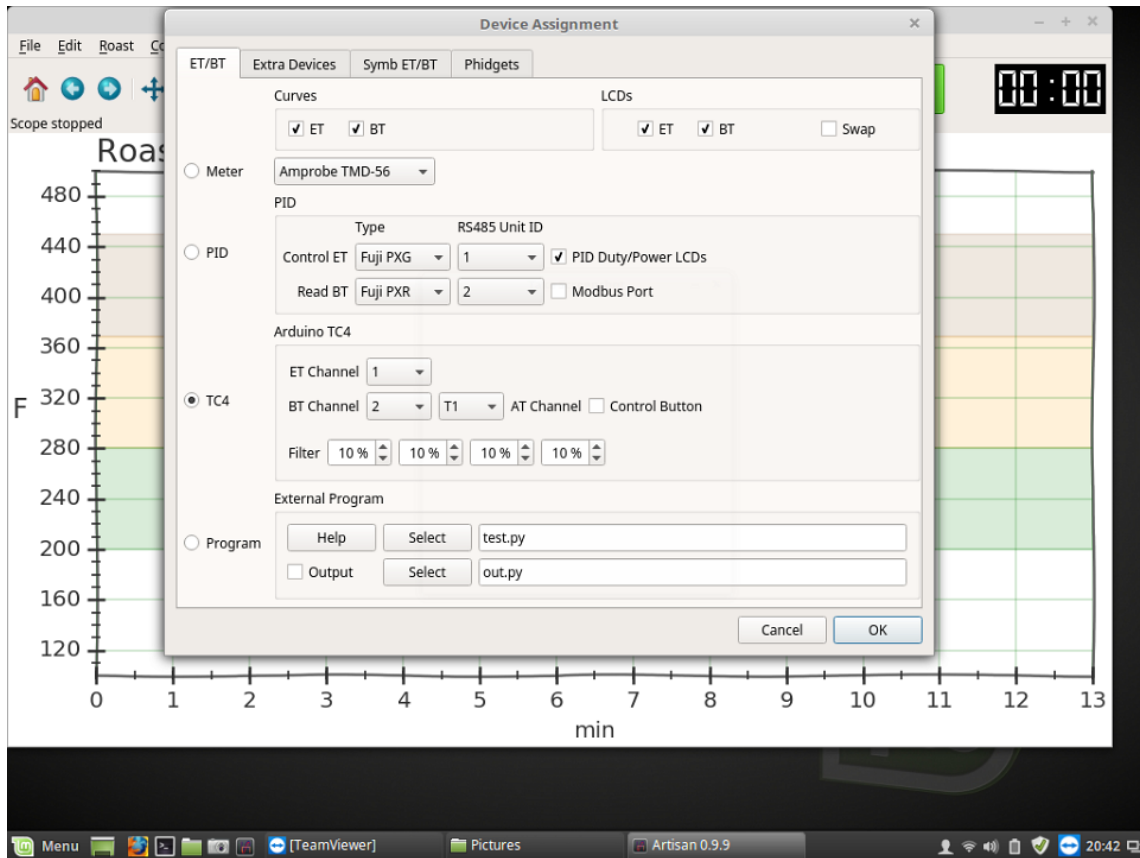 Device Assignment
File Edit Roast
00:00
Scope stopped
ET/BT Extra Devices Symb ET/BT Phidgets
Curves LCDs
ET BT ET BT Swap
Meter Amprobe TMD-56
PID
Type RS485 Unit ID
PID Control ET Fuji PXG 1 PID Duty/Power LCDs
Read BT Fuji PXR 2 Modbus Port
Arduino TC4
ET Channel 1
TC4 BT Channel 2 T1 AT Channel Control Button
Filter 10 % 10 % 10 % 10 %
External Program
Program Help Select test.py
Output Select out.py
Cancel OK
480
440
400
360
320
280
240
200
160
120
F
0 1 2 3 4 5 6 7 8 9 10 11 12 13
min
Menu [TeamViewer] Pictures Artisan 0.9.9 20:42